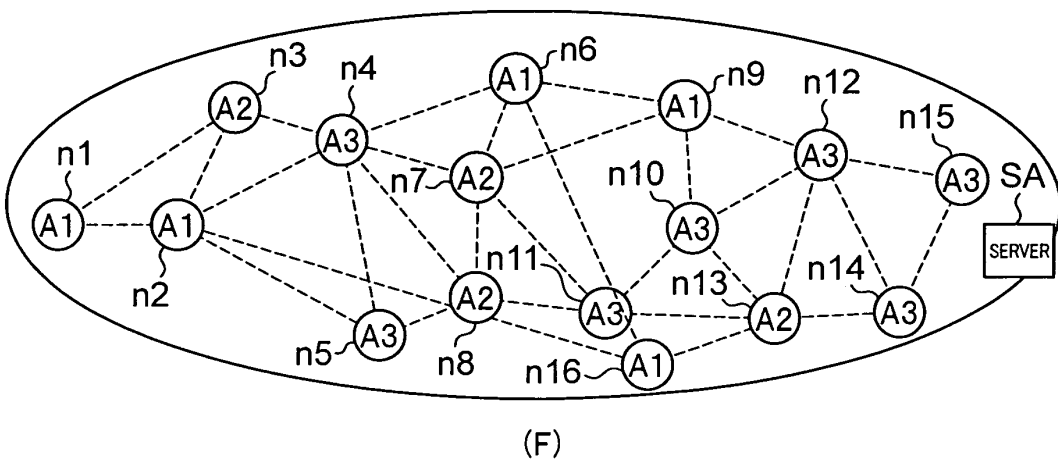 n1
A1
n2
A1
n3
A2
n4
A3
n5
A3
n6
A1
n7
A2
n8
A2
n9
A1
n10
A3
n11
A3
n12
A3
n13
A2
n14
A3
n15
A3
n16
A1
SA
SERVER
(F)